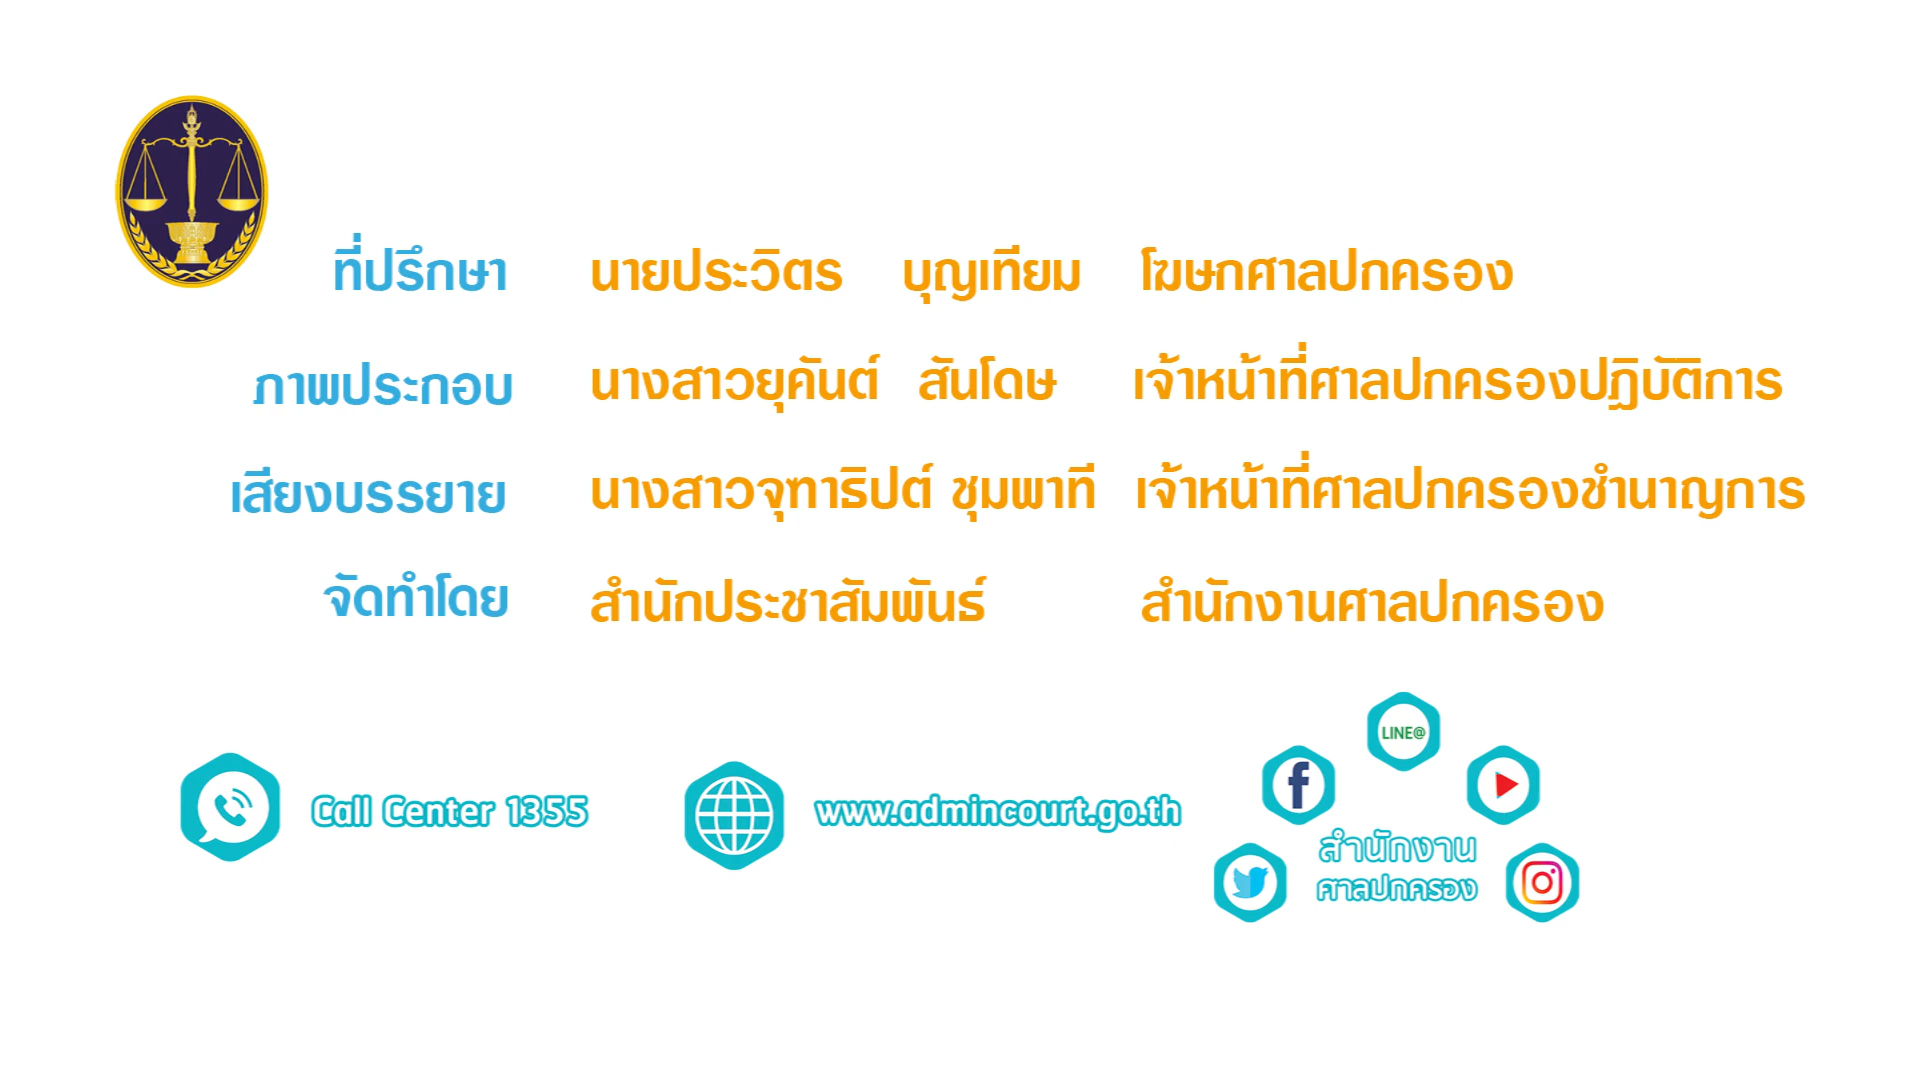 ที่ปรึกษา นายประวิตร บุญเทียม โฆษกศาลปกครอง
ภาพประกอบ นางสาวยุคันต์ สันโดษ เจ้าหน้าที่ศาลปกครองปฏิบัติการ
เสียงบรรยาย นางสาวจุฑาธิปต์ ชุมพาที เจ้าหน้าที่ศาลปกครองชำนาญการ
จัดทำโดย สำนักประชาสัมพันธ์ สำนักงานศาลปกครอง
LINE@
Call Center 1355
www.admincourt.go.th
สำนักงาน
ศาลปกครอง